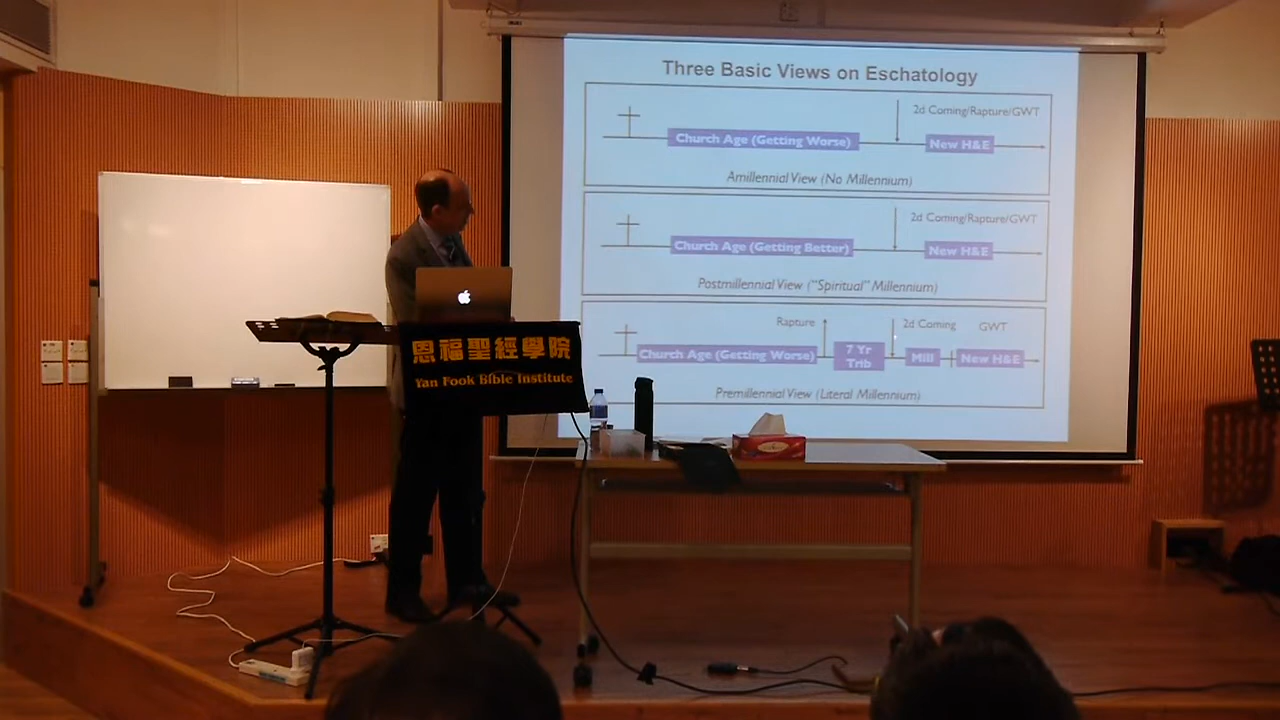 Three Basic Views on Eschatology
2d Coming/Rapture/GWT
Church Age (Getting Worse)
New H&E
Amillennial View (No Millennium)
2d Coming/Rapture/GWT
Church Age (Getting Better)
New H&E
Postmillennial View ("Spiritual" Millennium)
Rapture
2d Coming
GWT
Church Age (Getting Worse)
7 Yr
Trib
Mill
New H&E
Premillennial View (Literal Millennium)
恩福聖經學院
Yan Fook Bible Institute